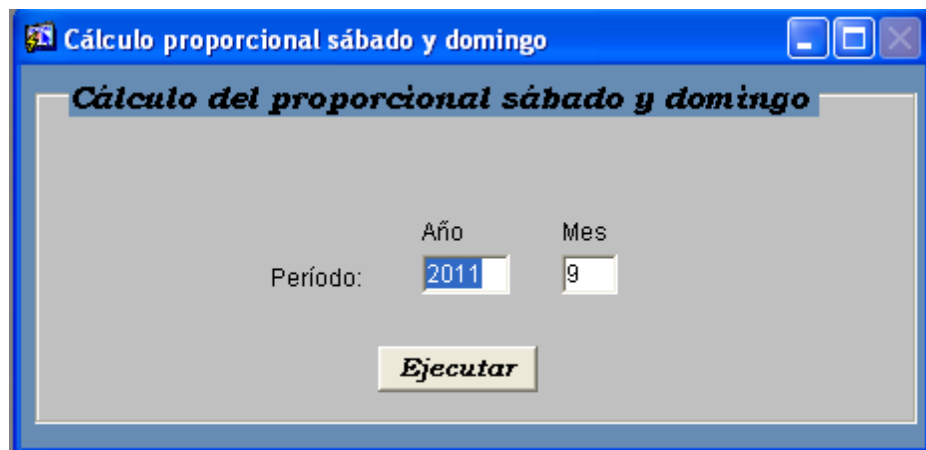 Cálculo proporcional sábado y domingo
Cálculo del proporcional sábado y domingo
Año Mes
Período: 2011 9
Ejecutar